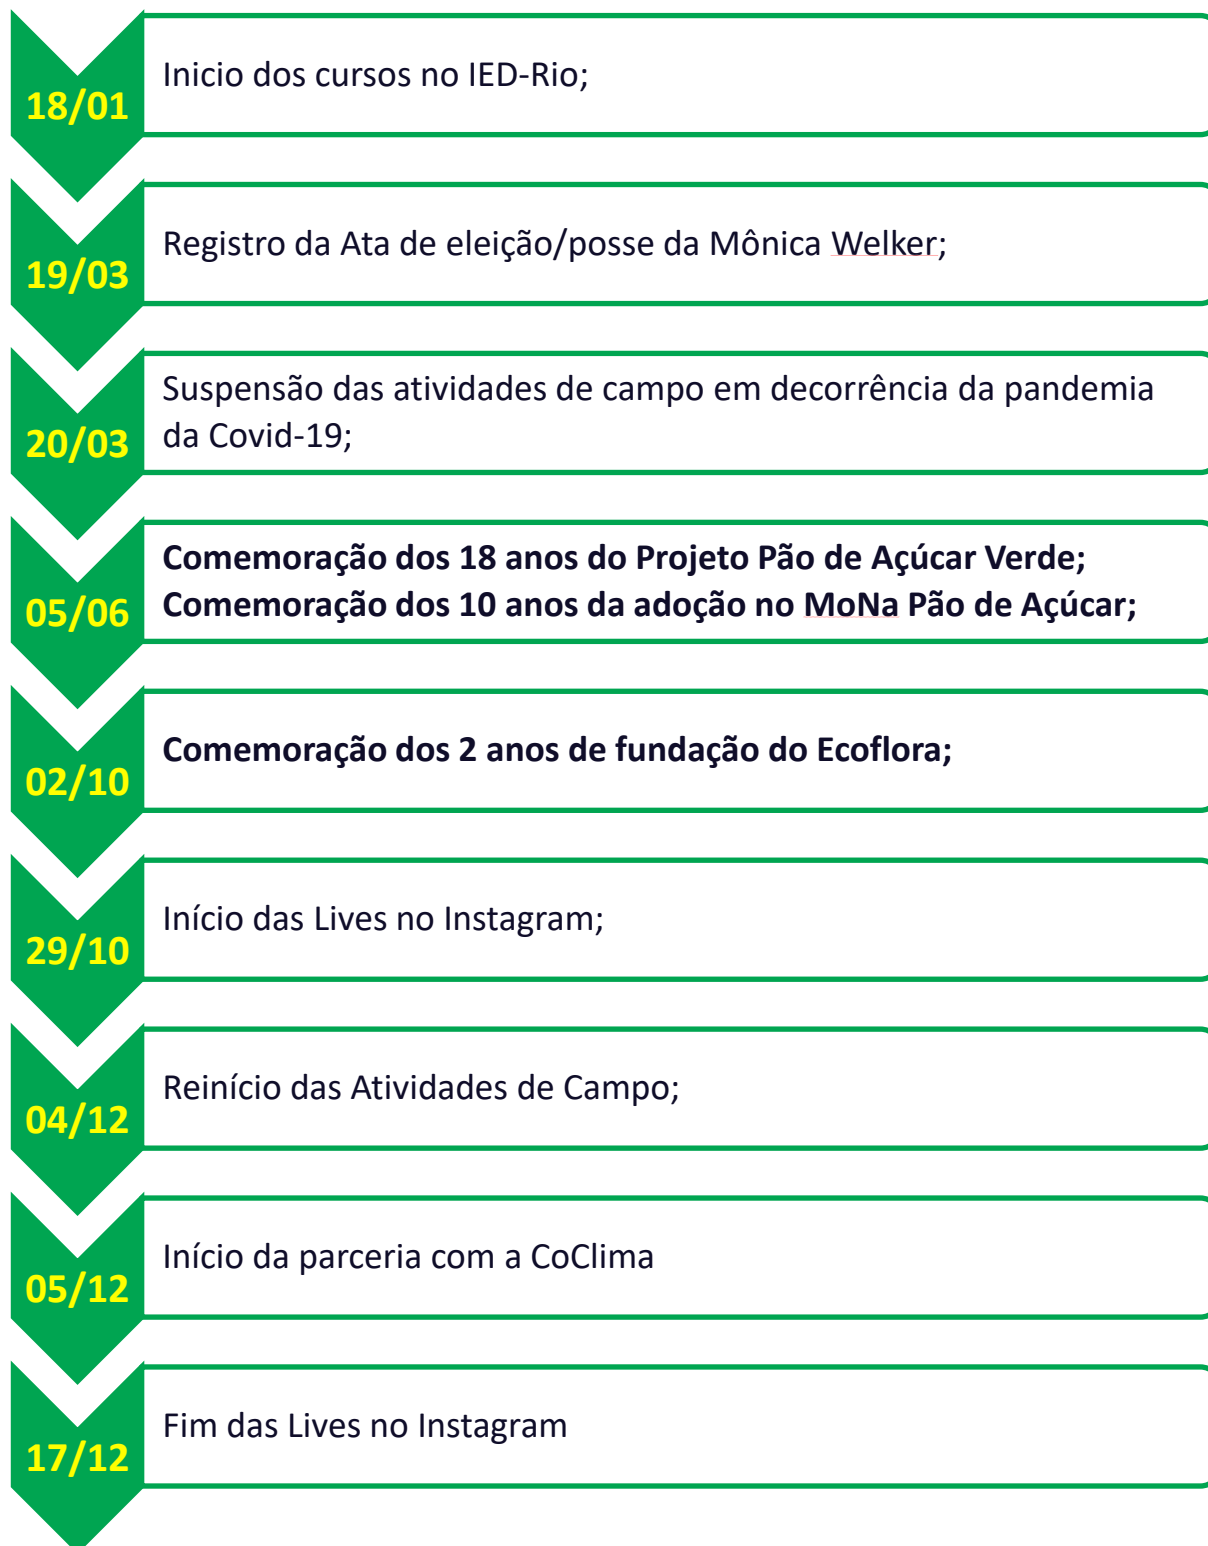 18/01
Inicio dos cursos no IED-Rio;
19/03
Registro da Ata de eleição/posse da Mônica Welker;
20/03
Suspensão das atividades de campo em decorrência da pandemia
da Covid-19;
05/06
Comemoração dos 18 anos do Projeto Pão de Açúcar Verde;
Comemoração dos 10 anos da adoção no MoNa Pão de Açúcar;
02/10
Comemoração dos 2 anos de fundação do Ecoflora;
29/10
Início das Lives no Instagram;
04/12
Reinício das Atividades de Campo;
05/12
Início da parceria com a CoClima
17/12
Fim das Lives no Instagram